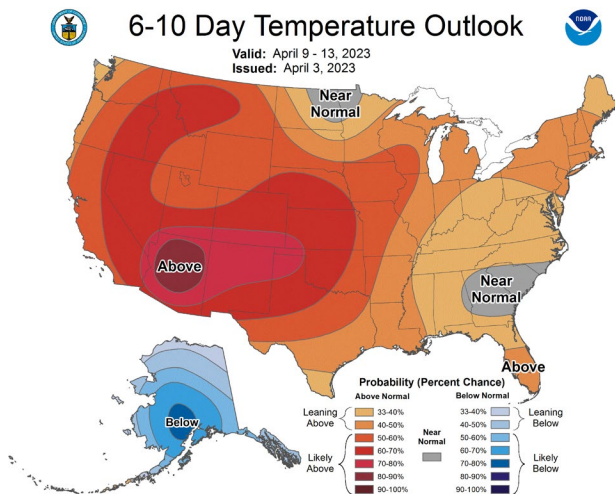 6-10 Day Temperature Outlook
NOAA
Valid: April 9 - 13, 2023
Issued: April 3, 2023
Near
Normal
Above
Near
Normal
Above
Below
Probability (Percent Chance)
Above Normal
Below Normal
Leaning
Above
33-40%
40-50%
Likely
Above
50-60%
60-70%
70-80%
80-90%
90-100%
Near
Normal
33-40%
40-50%
Leaning
Below
50-60%
60-70%
70-80%
80-90%
90-100%
Likely
Below